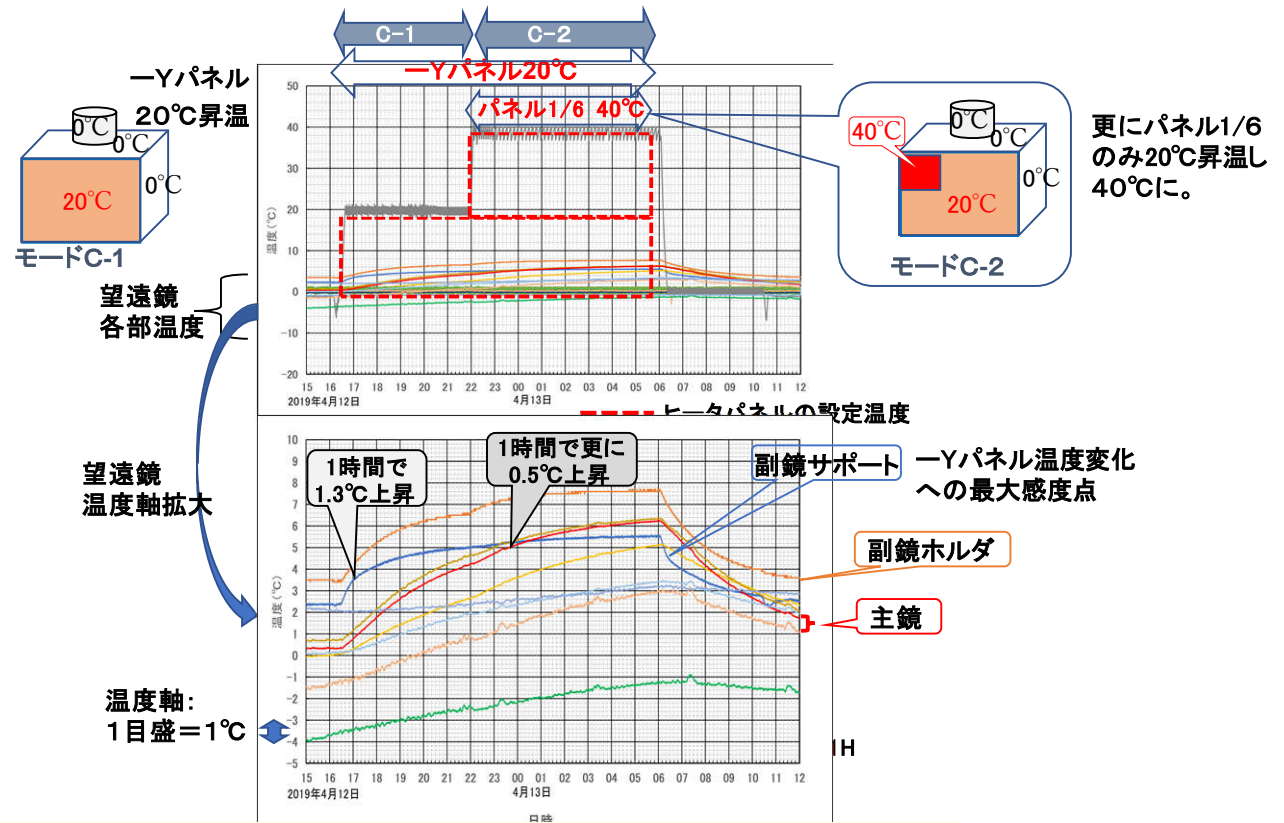 C-1
C-2
ーYパネル20℃
パネル1/6 40℃
ーYパネル
20℃昇温
0℃
0℃
0℃
20℃
モードC-1
40℃
0℃
0℃
0℃
20℃
モードC-2
更にパネル1/6
のみ20℃昇温し
40℃に。
望遠鏡
各部温度
温度(℃)
50
40
30
20
10
0
-10
-20
15 16 17 18 19 20 21 22 23 00 01 02 03 04 05 06 07 08 09 10 11 12
2019年4月12日
4月13日
ヒータパネルの設定温度
望遠鏡
温度軸拡大
1時間で
1.3℃上昇
1時間で更に
0.5℃上昇
副鏡サポート
ーYパネル温度変化
への最大感度点
副鏡ホルダ
主鏡
温度軸:
1目盛=1℃
温度(℃)
10
9
8
7
6
5
4
3
2
1
0
-1
-2
-3
-4
-5
15 16 17 18 19 20 21 22 23 00 01 02 03 04 05 06 07 08 09 10 11 12
2019年4月12日
4月13日
1H
日時